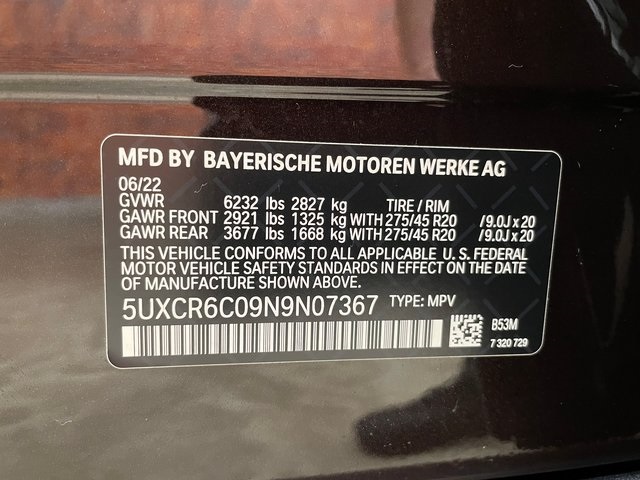 MFD BY BAYERISCHE MOTOREN WERKE AG
06/22
GVWR 6232 lbs 2827 kg TIRE / RIM
GAWR FRONT 2921 lbs 1325 kg WITH 275/45 R20 /9.0J x 20
GAWR REAR 3677 lbs 1668 kg WITH 275/45 R20 /9.0J x 20
THIS VEHICLE CONFORMS TO ALL APPLICABLE U. S. FEDERAL
MOTOR VEHICLE SAFETY STANDARDS IN EFFECT ON THE DATE
OF MANUFACTURE SHOWN ABOVE.
5UXCR6C09N9N07367 TYPE: MPV
B53M
7 320 729